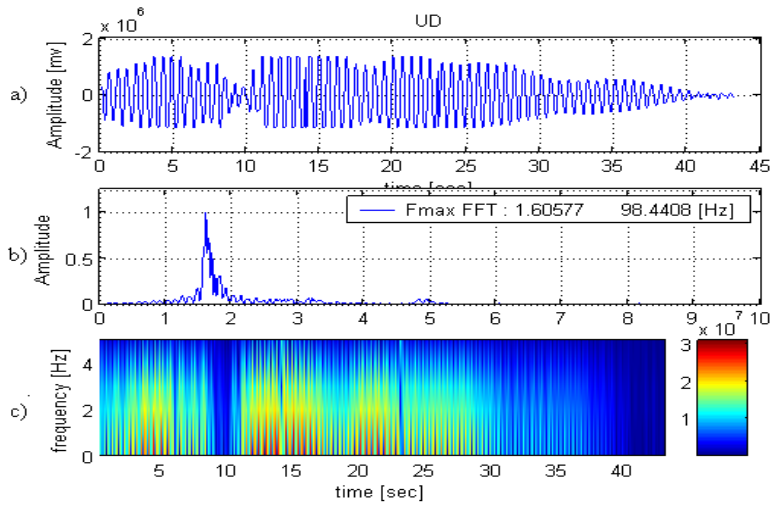 x 10^6
UD
a)
Amplitude [mv]
2
0
-2
0 5 10 15 20 25 30 35 40 45
time [sec]
b)
Amplitude
1
0.5
0
Fmax FFT : 1.60577 98.4408 [Hz]
0 1 2 3 4 5 6 7 8 9 10
x 10^7
c)
frequency [Hz]
4
2
0
3
2
1
5 10 15 20 25 30 35 40
time [sec]